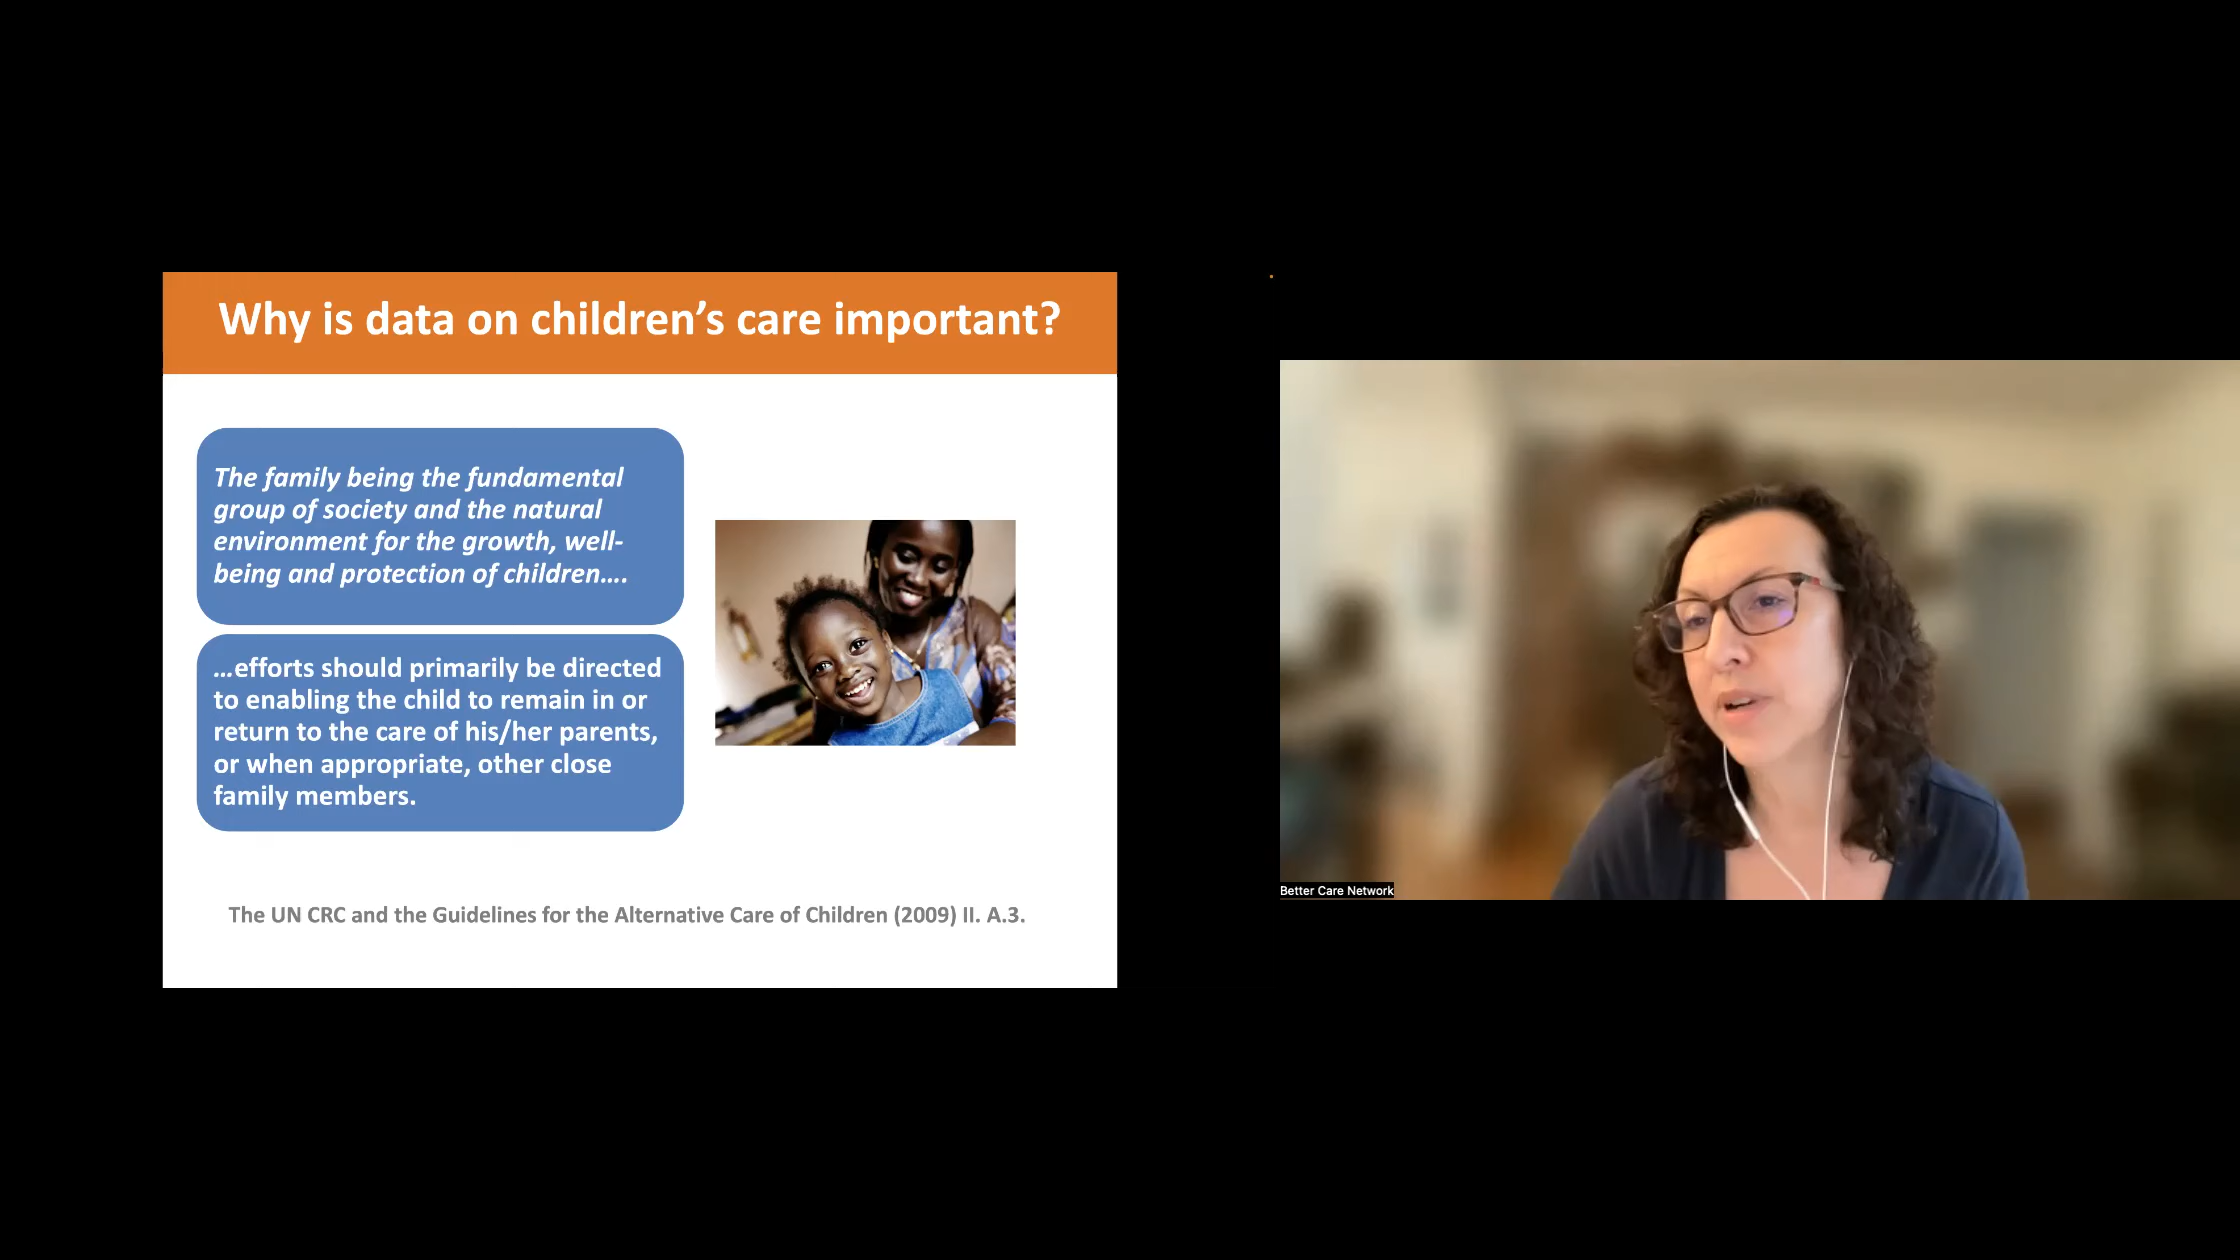 Why is data on children’s care important?
The family being the fundamental
group of society and the natural
environment for the growth, well-
being and protection of children….
…efforts should primarily be directed
to enabling the child to remain in or
return to the care of his/her parents,
or when appropriate, other close
family members.
The UN CRC and the Guidelines for the Alternative Care of Children (2009) II. A.3.
Better Care Network